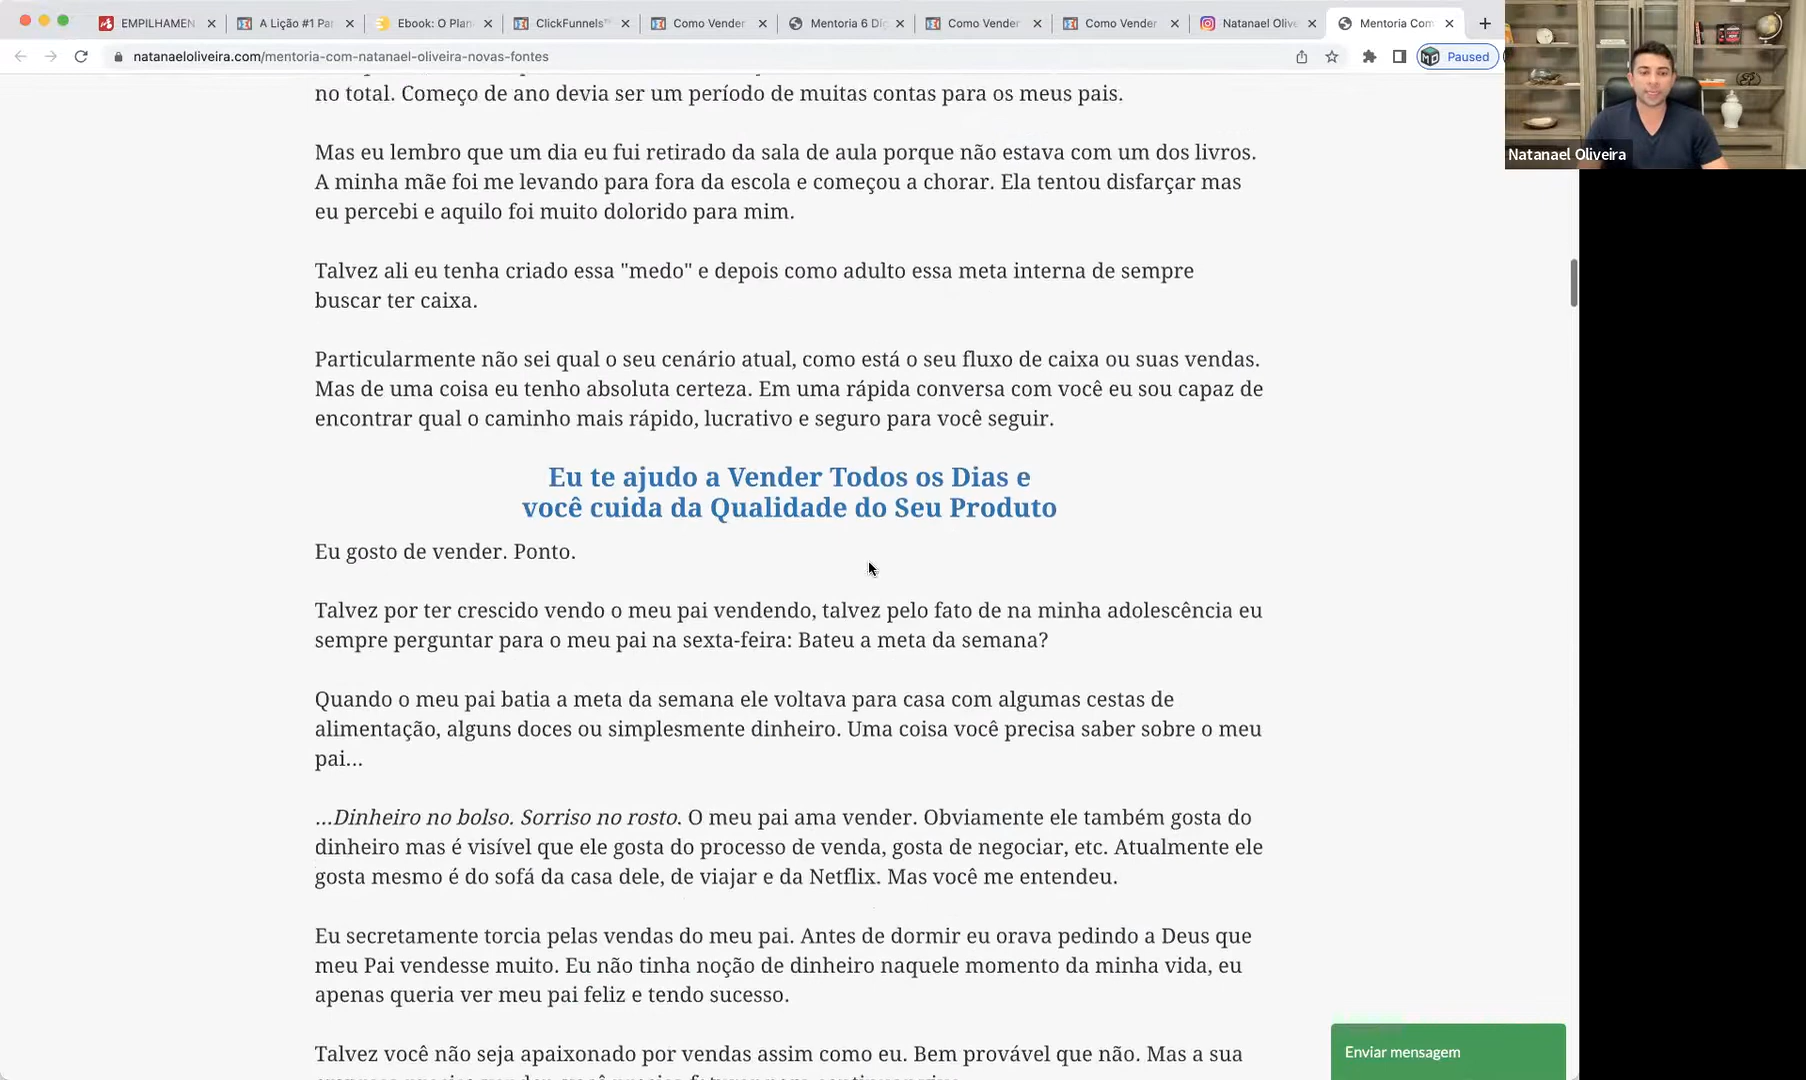 EMPILHAMEN
A Lição #1 Par
Ebook: O Plan
ClickFunnels™
Como Vender
Mentoria 6 Dig
Como Vender
Como Vender
Natanael Olive
Mentoria Com
natanaeloliveira.com/mentoria-com-natanael-oliveira-novas-fontes
Paused
Natanael Oliveira
no total. Começo de ano devia ser um período de muitas contas para os meus pais.
Mas eu lembro que um dia eu fui retirado da sala de aula porque não estava com um dos livros.
A minha mãe foi me levando para fora da escola e começou a chorar. Ela tentou disfarçar mas
eu percebi e aquilo foi muito dolorido para mim.
Talvez ali eu tenha criado essa "medo" e depois como adulto essa meta interna de sempre
buscar ter caixa.
Particularmente não sei qual o seu cenário atual, como está o seu fluxo de caixa ou suas vendas.
Mas de uma coisa eu tenho absoluta certeza. Em uma rápida conversa com você eu sou capaz de
encontrar qual o caminho mais rápido, lucrativo e seguro para você seguir.
Eu te ajudo a Vender Todos os Dias e
você cuida da Qualidade do Seu Produto
Eu gosto de vender. Ponto.
Talvez por ter crescido vendo o meu pai vendendo, talvez pelo fato de na minha adolescência eu
sempre perguntar para o meu pai na sexta-feira: Bateu a meta da semana?
Quando o meu pai batia a meta da semana ele voltava para casa com algumas cestas de
alimentação, alguns doces ou simplesmente dinheiro. Uma coisa você precisa saber sobre o meu
pai...
...Dinheiro no bolso. Sorriso no rosto. O meu pai ama vender. Obviamente ele também gosta do
dinheiro mas é visível que ele gosta do processo de venda, gosta de negociar, etc. Atualmente ele
gosta mesmo é do sofá da casa dele, de viajar e da Netflix. Mas você me entendeu.
Eu secretamente torcia pelas vendas do meu pai. Antes de dormir eu orava pedindo a Deus que
meu Pai vendesse muito. Eu não tinha noção de dinheiro naquele momento da minha vida, eu
apenas queria ver meu pai feliz e tendo sucesso.
Talvez você não seja apaixonado por vendas assim como eu. Bem provável que não. Mas a sua
Enviar mensagem